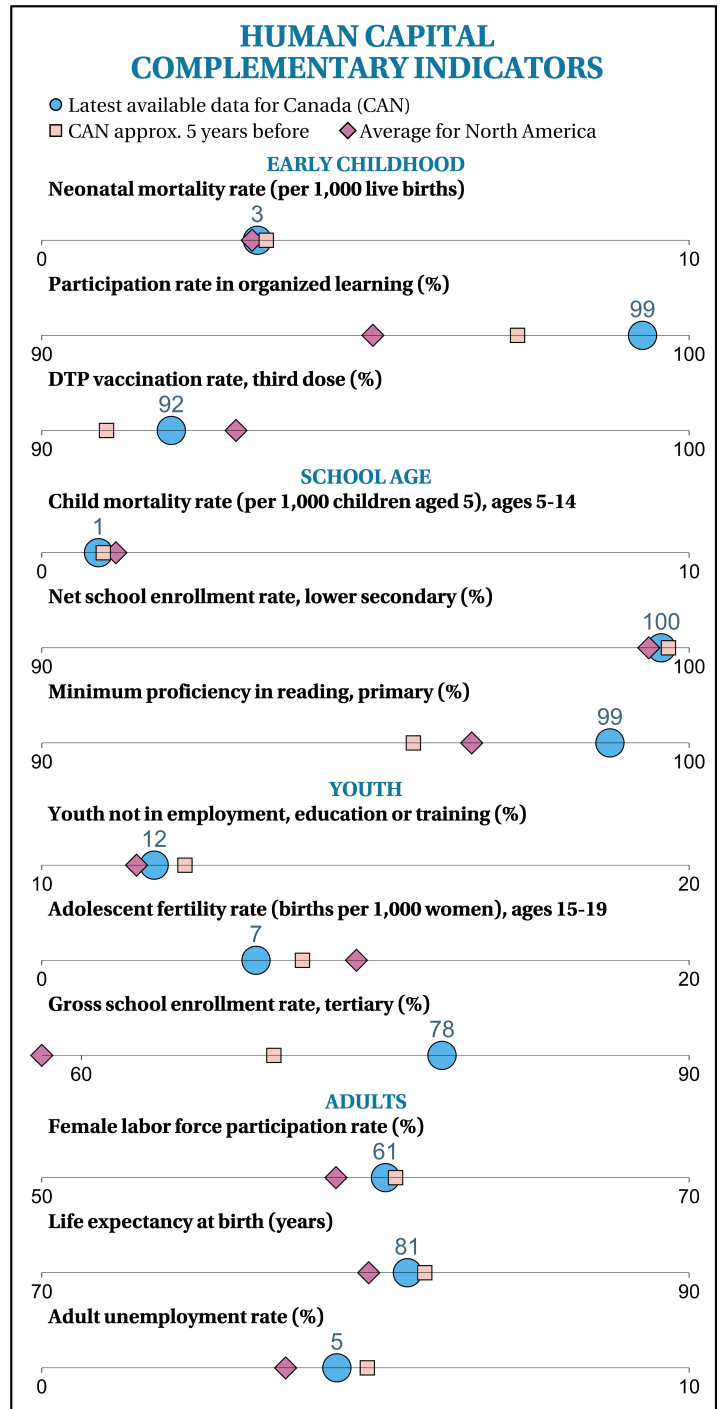 HUMAN CAPITAL
COMPLEMENTARY INDICATORS
Latest available data for Canada (CAN)
CAN approx. 5 years before Average for North America
EARLY CHILDHOOD
Neonatal mortality rate (per 1,000 live births)
3
0 10
Participation rate in organized learning (%)
99
90 100
DTP vaccination rate, third dose (%)
92
90 100
SCHOOL AGE
Child mortality rate (per 1,000 children aged 5), ages 5-14
1
0 10
Net school enrollment rate, lower secondary (%)
100
90 100
Minimum proficiency in reading, primary (%)
99
90 100
YOUTH
Youth not in employment, education or training (%)
12
10 20
Adolescent fertility rate (births per 1,000 women), ages 15-19
7
0 20
Gross school enrollment rate, tertiary (%)
78
60 90
ADULTS
Female labor force participation rate (%)
61
50 70
Life expectancy at birth (years)
81
70 90
Adult unemployment rate (%)
5
0 10